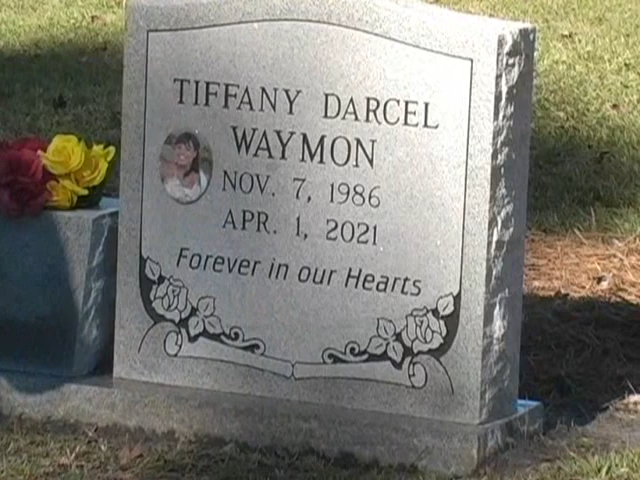 TIFFANY DARCEL
WAYMON
NOV. 7, 1986
APR. 1, 2021
Forever in our Hearts